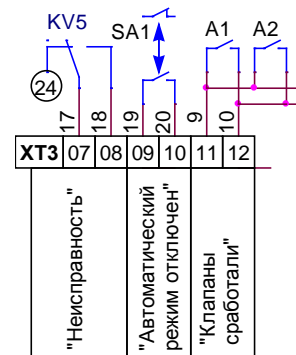 KV5
SA1
A1
A2
24
17
18
19
20
9
10
XT3 07 08 09 10 11 12
"Неисправность"
"Автоматический
режим отключен"
"Клапаны
сработали"